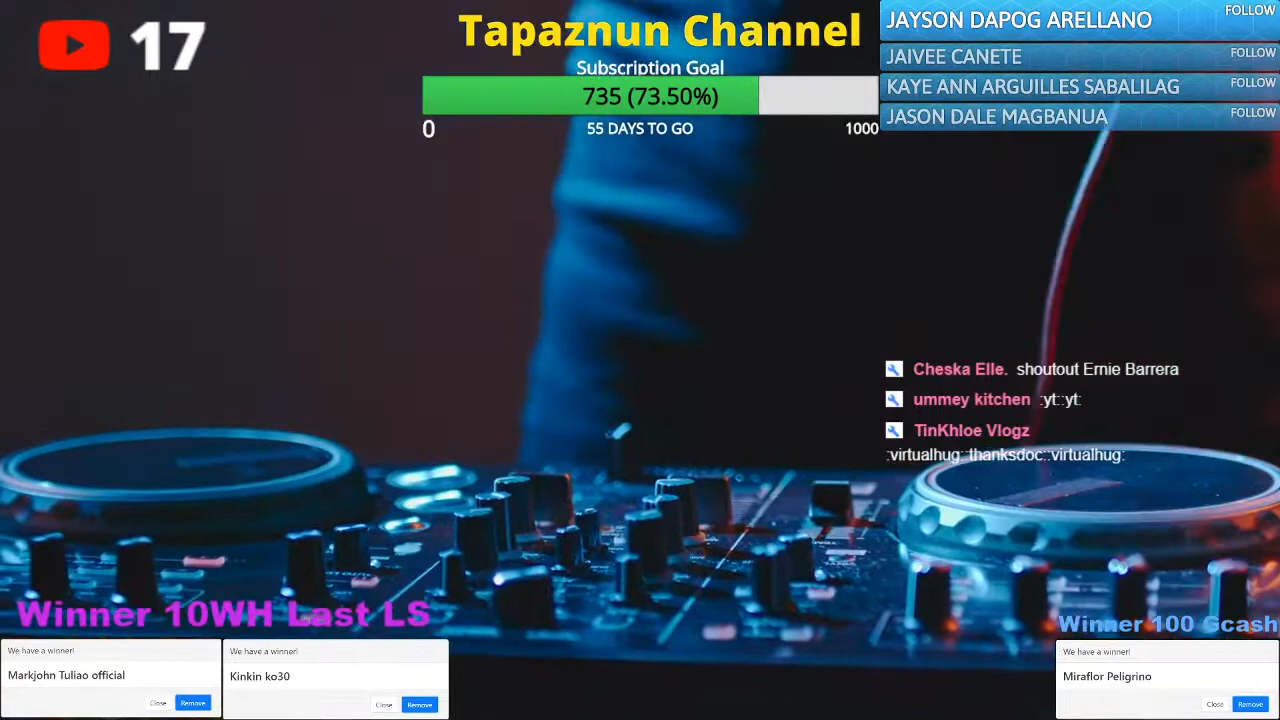 17
Tapaznun Channel
Subscription Goal
735 (73.50%)
0
55 DAYS TO GO
1000
JAYSON DAPOG ARELLANO
FOLLOW
JAIVEE CANETE
FOLLOW
KAYE ANN ARGUILLES SABALILAG
FOLLOW
JASON DALE MAGBANUA
FOLLOW
Cheska Elle. shoutout Ernie Barrera
ummey kitchen :yt::yt:
TinKhloe Vlogz
:virtualhug::thanksdoc::virtualhug:
Winner 10WH Last LS
We have a winner!
Markjohn Tuliao official
Close Remove
We have a winner!
Kinkin ko30
Close Remove
Winner 100 Gcash
We have a winner!
Miraflor Peligrino
Close Remove